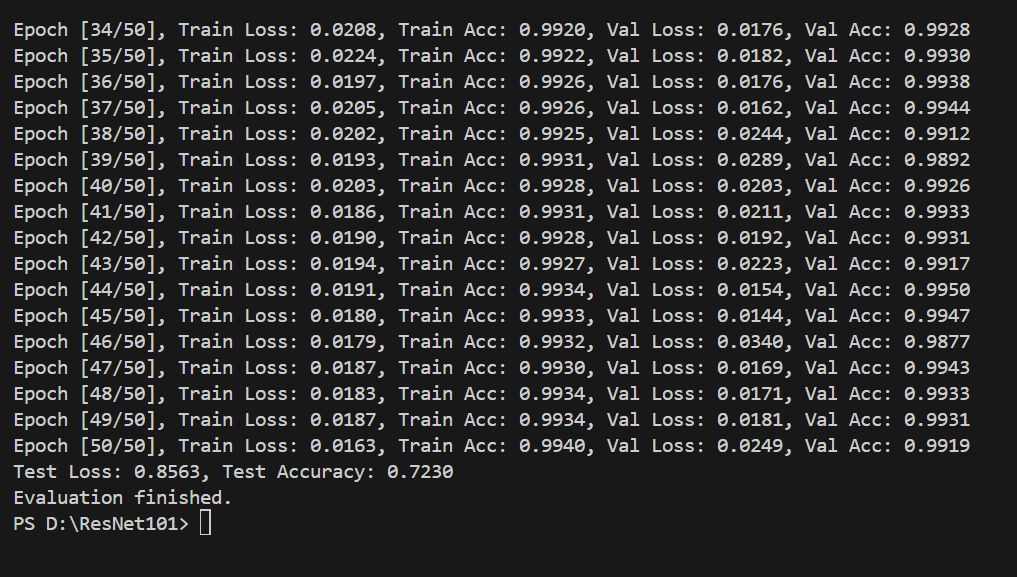 Epoch [34/50], Train Loss: 0.0208, Train Acc: 0.9920, Val Loss: 0.0176, Val Acc: 0.9928
Epoch [35/50], Train Loss: 0.0224, Train Acc: 0.9922, Val Loss: 0.0182, Val Acc: 0.9930
Epoch [36/50], Train Loss: 0.0197, Train Acc: 0.9926, Val Loss: 0.0176, Val Acc: 0.9938
Epoch [37/50], Train Loss: 0.0205, Train Acc: 0.9926, Val Loss: 0.0162, Val Acc: 0.9944
Epoch [38/50], Train Loss: 0.0202, Train Acc: 0.9925, Val Loss: 0.0244, Val Acc: 0.9912
Epoch [39/50], Train Loss: 0.0193, Train Acc: 0.9931, Val Loss: 0.0289, Val Acc: 0.9892
Epoch [40/50], Train Loss: 0.0203, Train Acc: 0.9928, Val Loss: 0.0203, Val Acc: 0.9926
Epoch [41/50], Train Loss: 0.0186, Train Acc: 0.9931, Val Loss: 0.0211, Val Acc: 0.9933
Epoch [42/50], Train Loss: 0.0190, Train Acc: 0.9928, Val Loss: 0.0192, Val Acc: 0.9931
Epoch [43/50], Train Loss: 0.0194, Train Acc: 0.9927, Val Loss: 0.0223, Val Acc: 0.9917
Epoch [44/50], Train Loss: 0.0191, Train Acc: 0.9934, Val Loss: 0.0154, Val Acc: 0.9950
Epoch [45/50], Train Loss: 0.0180, Train Acc: 0.9933, Val Loss: 0.0144, Val Acc: 0.9947
Epoch [46/50], Train Loss: 0.0179, Train Acc: 0.9932, Val Loss: 0.0340, Val Acc: 0.9877
Epoch [47/50], Train Loss: 0.0187, Train Acc: 0.9930, Val Loss: 0.0169, Val Acc: 0.9943
Epoch [48/50], Train Loss: 0.0183, Train Acc: 0.9934, Val Loss: 0.0171, Val Acc: 0.9933
Epoch [49/50], Train Loss: 0.0187, Train Acc: 0.9934, Val Loss: 0.0181, Val Acc: 0.9931
Epoch [50/50], Train Loss: 0.0163, Train Acc: 0.9940, Val Loss: 0.0249, Val Acc: 0.9919
Test Loss: 0.8563, Test Accuracy: 0.7230
Evaluation finished.
PS D:\ResNet101>